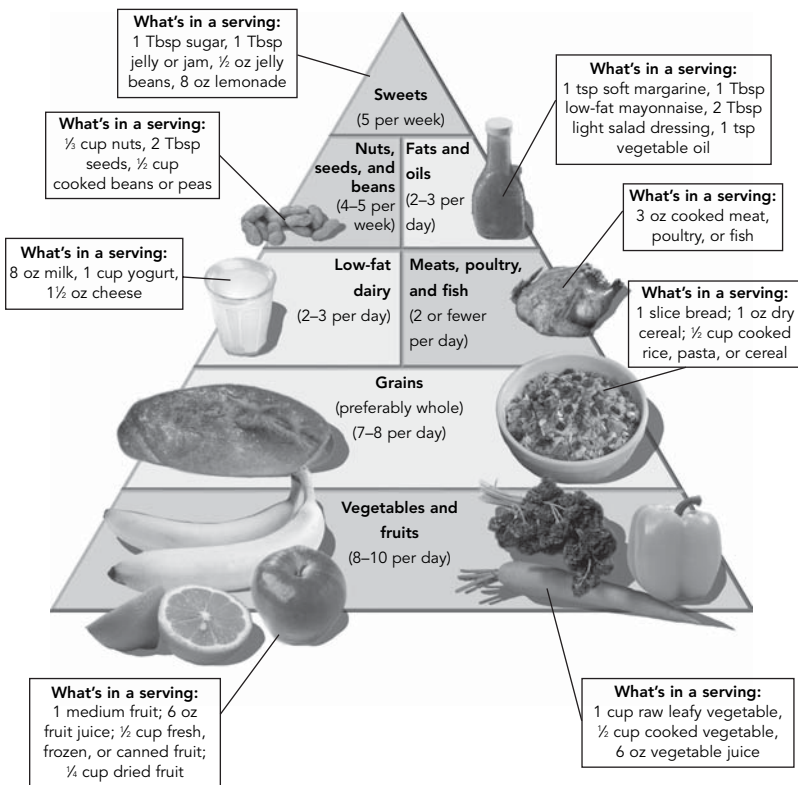 What's in a serving:
1 Tbsp sugar, 1 Tbsp
jelly or jam, ½ oz jelly
beans, 8 oz lemonade
What's in a serving:
1 tsp soft margarine, 1 Tbsp
low-fat mayonnaise, 2 Tbsp
light salad dressing, 1 tsp
vegetable oil
Sweets
(5 per week)
What's in a serving:
⅓ cup nuts, 2 Tbsp
seeds, ½ cup
cooked beans or peas
Nuts,
seeds, and
beans
(4–5 per
week)
Fats and
oils
(2–3 per
day)
What's in a serving:
3 oz cooked meat,
poultry, or fish
What's in a serving:
8 oz milk, 1 cup yogurt,
1½ oz cheese
Low-fat
dairy
(2–3 per day)
Meats, poultry,
and fish
(2 or fewer
per day)
What's in a serving:
1 slice bread; 1 oz dry
cereal; ½ cup cooked
rice, pasta, or cereal
Grains
(preferably whole)
(7–8 per day)
Vegetables and
fruits
(8–10 per day)
What's in a serving:
1 medium fruit; 6 oz
fruit juice; ½ cup fresh,
frozen, or canned fruit;
¼ cup dried fruit
What's in a serving:
1 cup raw leafy vegetable,
½ cup cooked vegetable,
6 oz vegetable juice